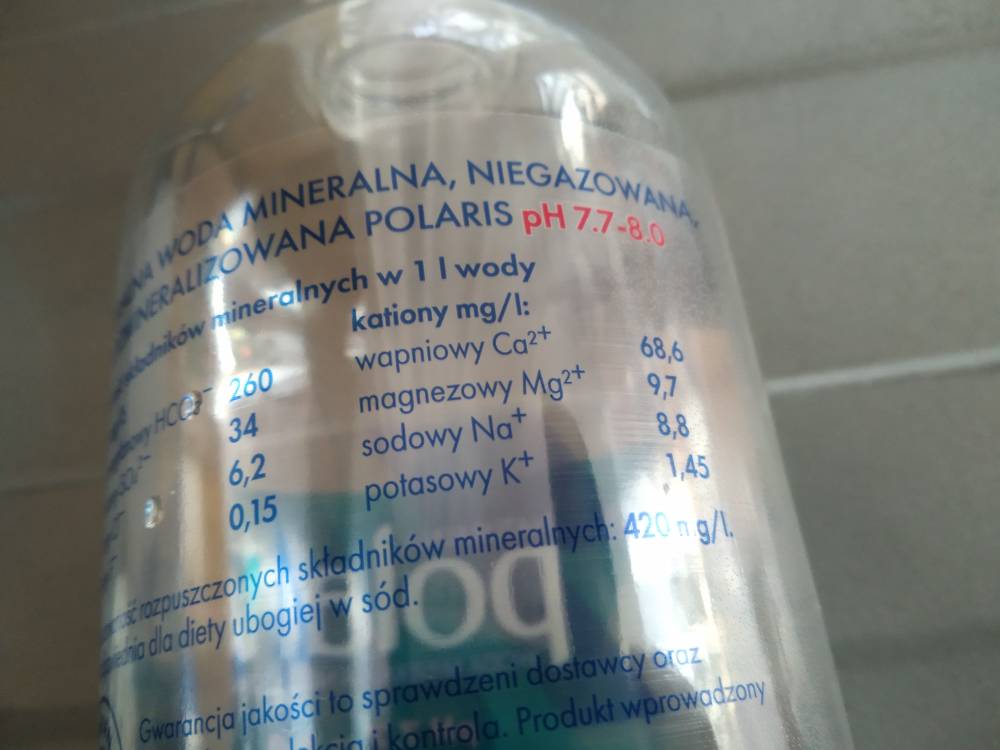 WODA MINERALNA, NIEGAZOWANA,
POLARIS pH 7.7-8.0
składników mineralnych w 1 l wody
kationy mg/l:
260 wapniowy Ca²⁺ 68,6
34 magnezowy Mg²⁺ 9,7
6,2 sodowy Na⁺ 8,8
0,15 potasowy K⁺ 1,45
rozpuszczonych składników mineralnych: 420 mg/l.
dla diety ubogiej w sód.
Gwarancja jakości to sprawdzeni dostawcy oraz
i kontrola. Produkt wprowadzony